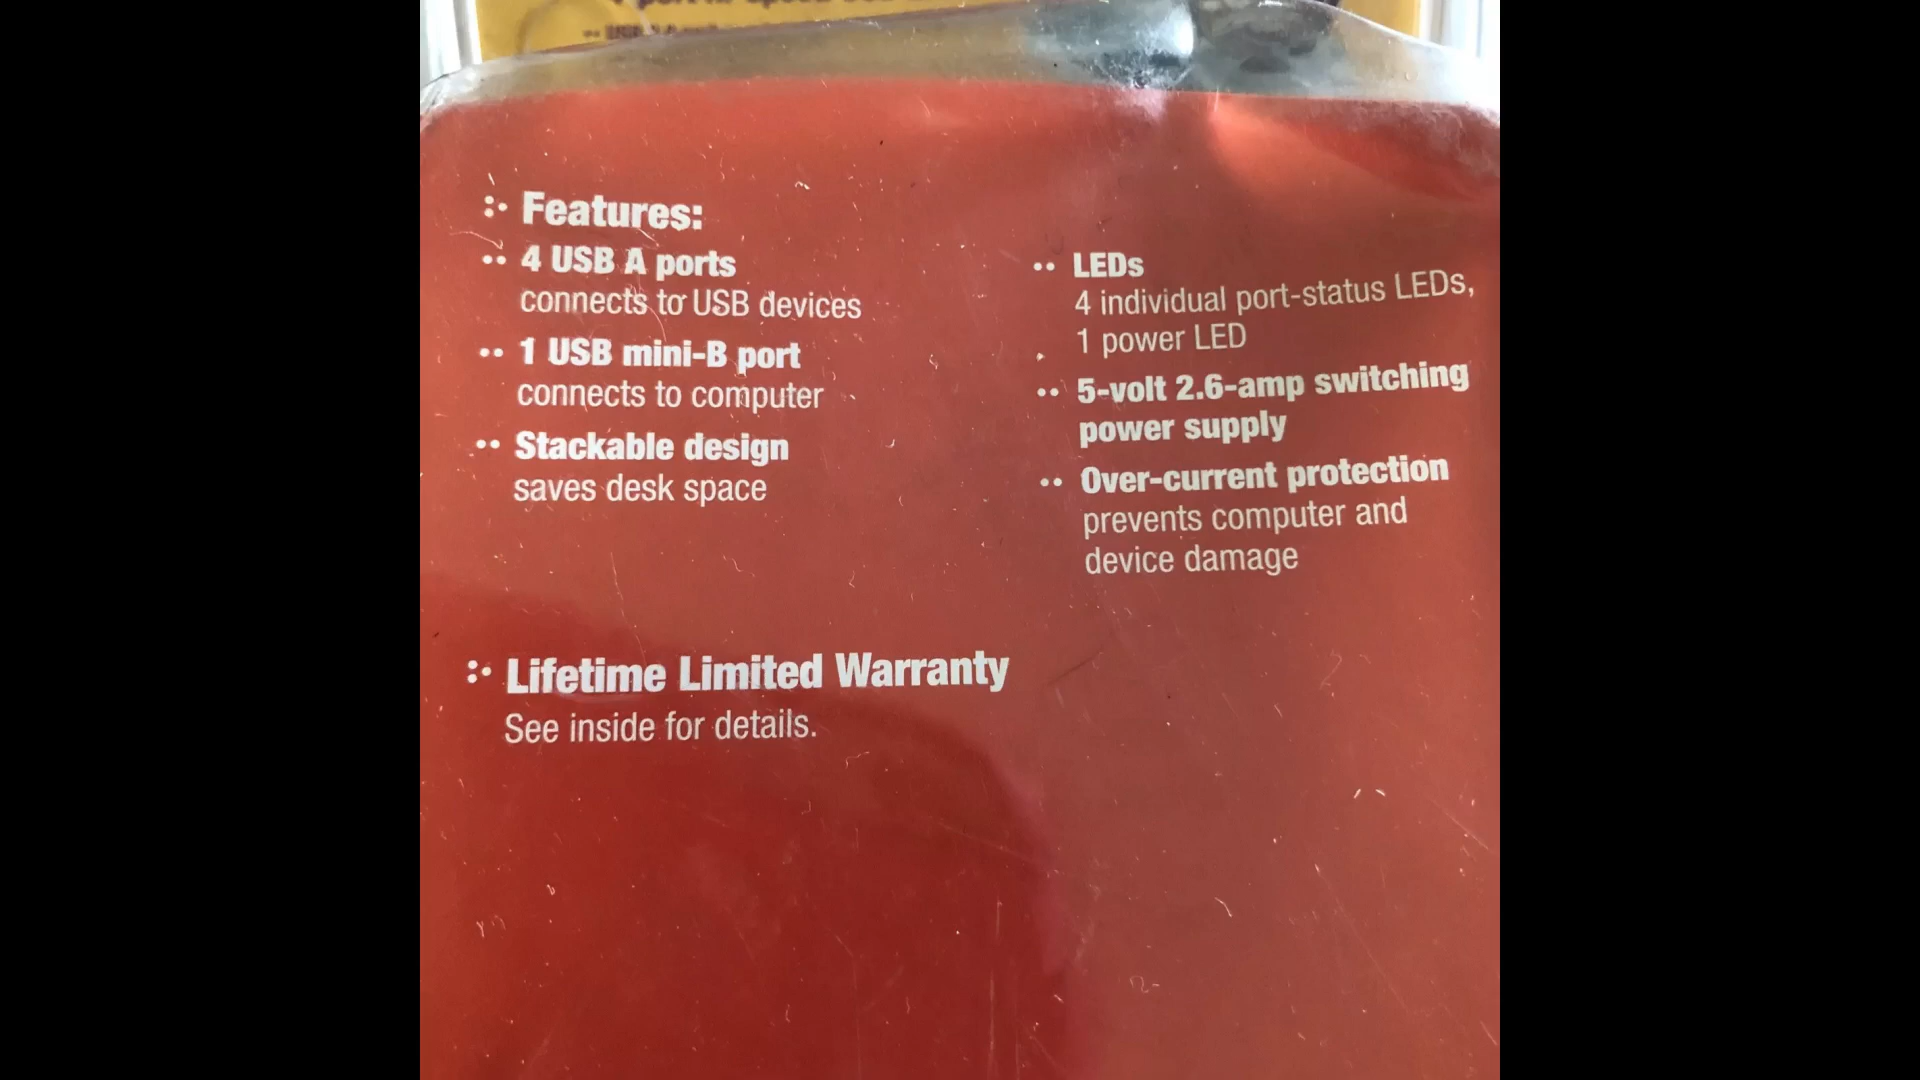 Features:
4 USB A ports
connects to USB devices
1 USB mini-B port
connects to computer
Stackable design
saves desk space
LEDs
4 individual port-status LEDs,
1 power LED
5-volt 2.6-amp switching
power supply
Over-current protection
prevents computer and
device damage
Lifetime Limited Warranty
See inside for details.